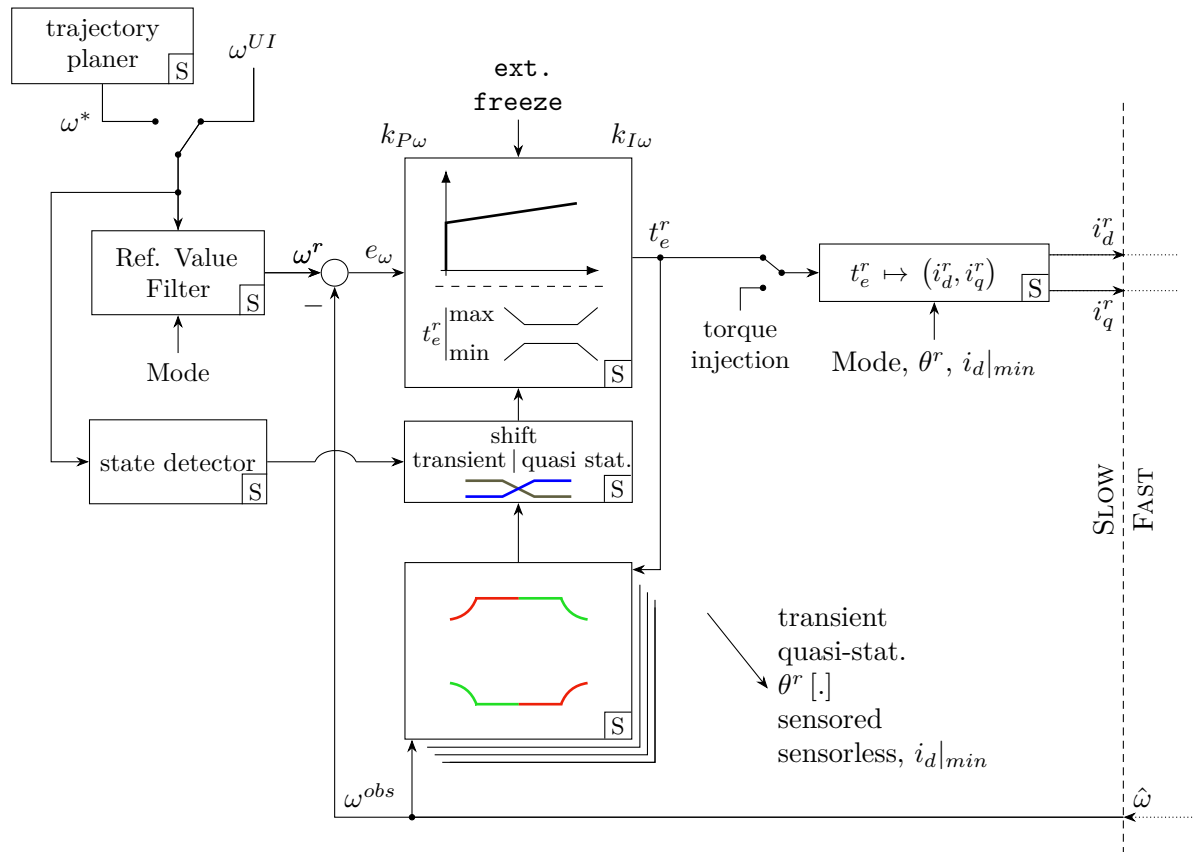 trajectory
planer
S
ω^{UI}
ω^*
ext.
freeze
k_{Pω}
k_{Iω}
Ref. Value
Filter
S
ω^r
e_ω
−
Mode
t_e^r
max
min
S
t_e^r
torque
injection
t_e^r ↦ (i_d^r, i_q^r)
S
i_d^r
i_q^r
Mode, θ^r, i_d|_{min}
state detector
S
shift
transient | quasi stat.
S
SLOW
FAST
S
transient
quasi-stat.
θ^r [.]
sensored
sensorless, i_d|_{min}
ω^{obs}
ω̂